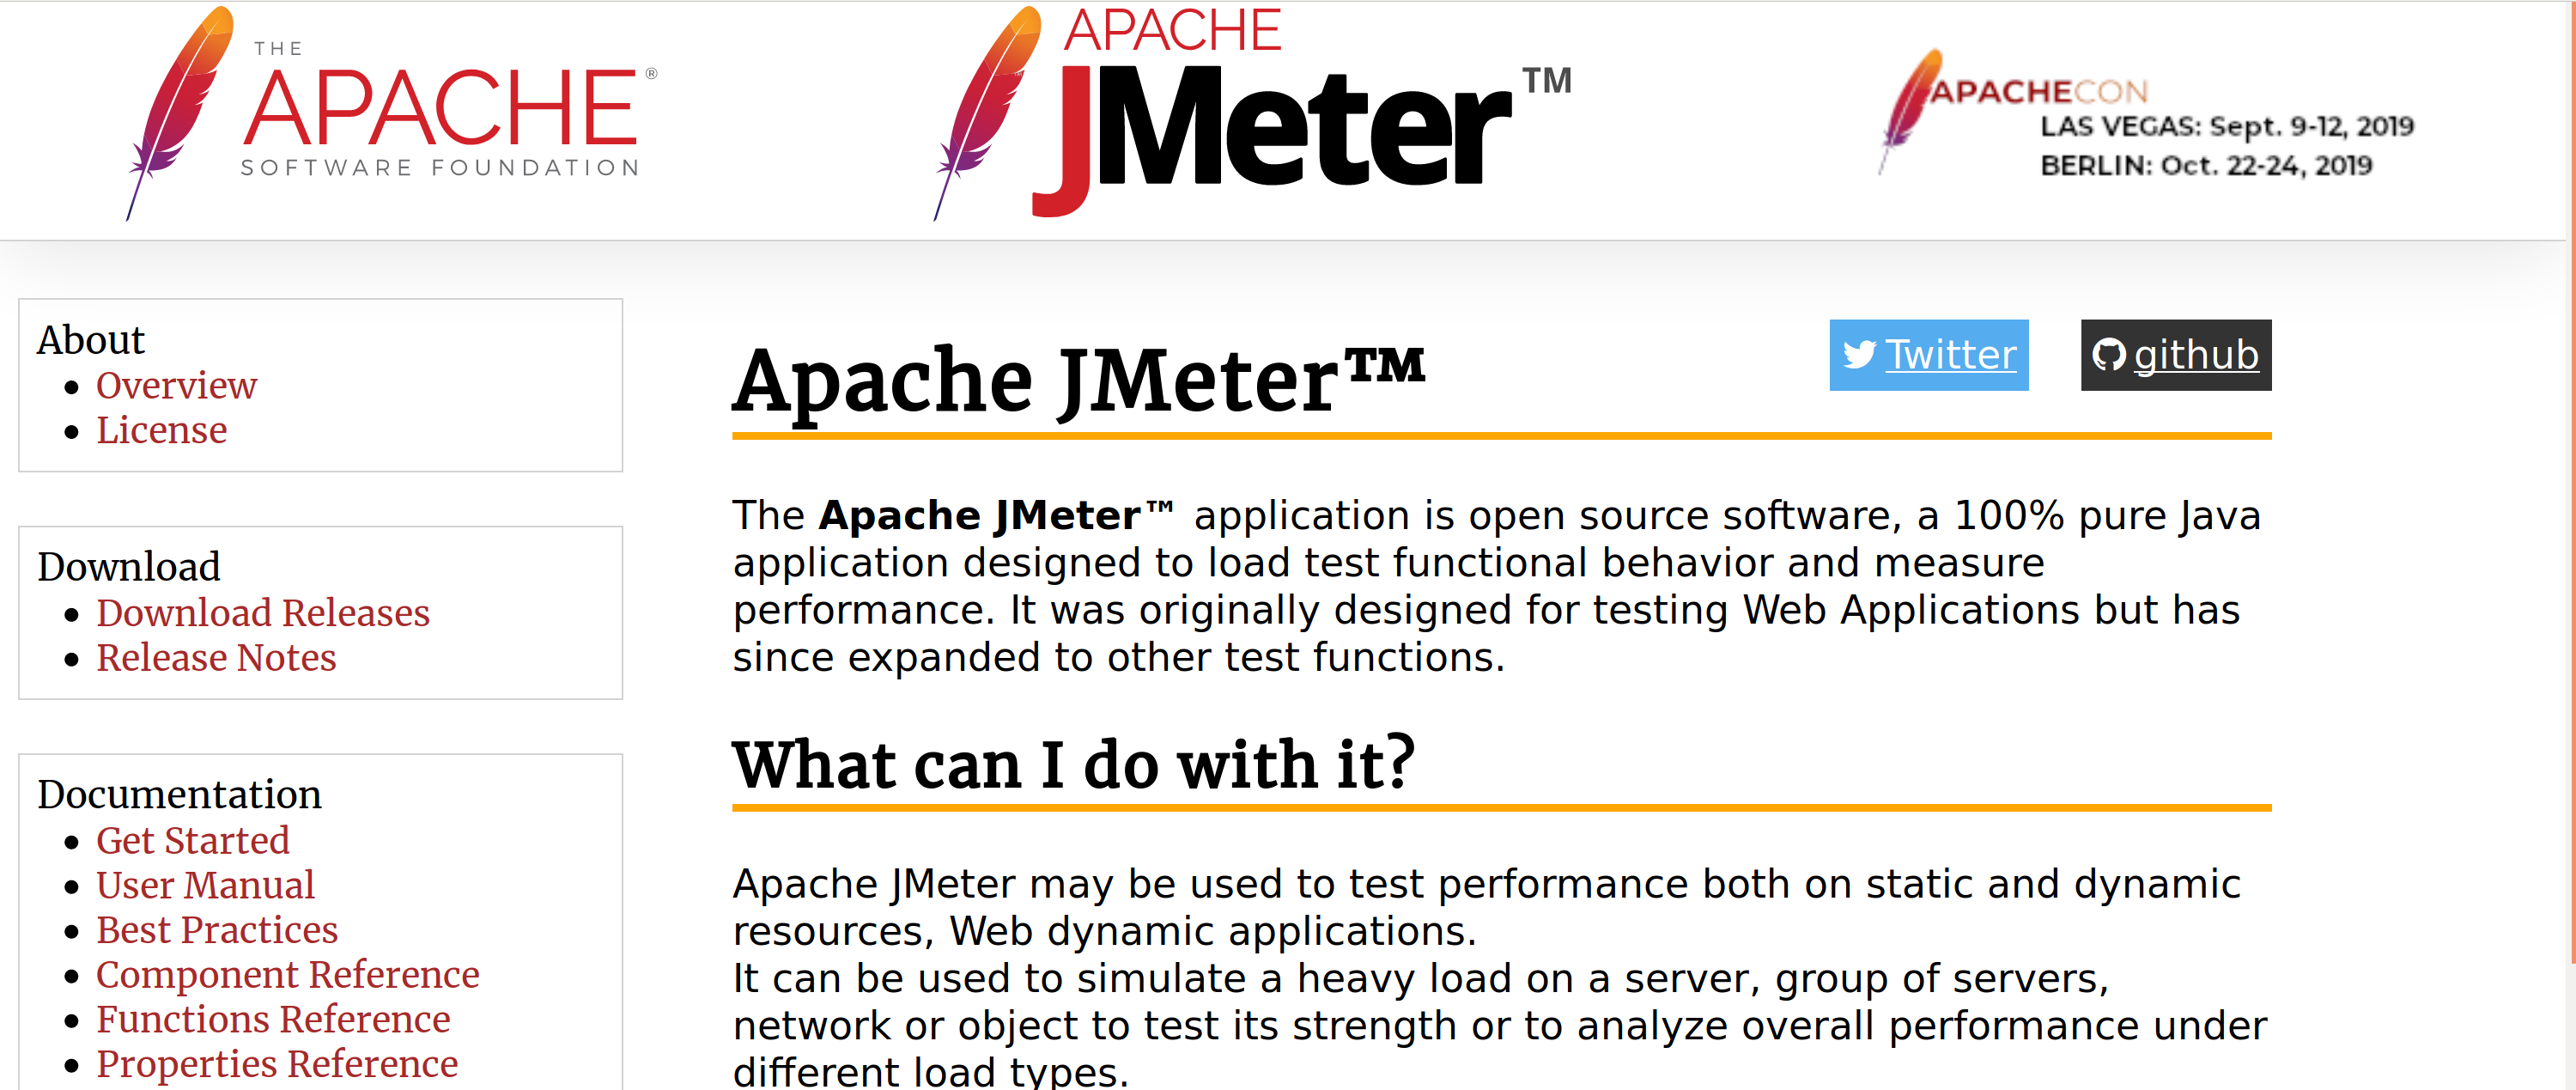 THE
APACHE®
SOFTWARE FOUNDATION
APACHE
JMeter™
APACHECON
LAS VEGAS: Sept. 9-12, 2019
BERLIN: Oct. 22-24, 2019
About
Overview
License
Download
Download Releases
Release Notes
Documentation
Get Started
User Manual
Best Practices
Component Reference
Functions Reference
Properties Reference
Apache JMeter™
Twitter
github
The Apache JMeter™ application is open source software, a 100% pure Java
application designed to load test functional behavior and measure
performance. It was originally designed for testing Web Applications but has
since expanded to other test functions.
What can I do with it?
Apache JMeter may be used to test performance both on static and dynamic
resources, Web dynamic applications.
It can be used to simulate a heavy load on a server, group of servers,
network or object to test its strength or to analyze overall performance under
different load types.